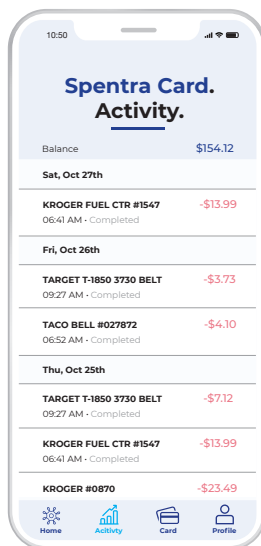 10:50
Spentra Card.
Activity.
Balance $154.12
Sat, Oct 27th
KROGER FUEL CTR #1547 -$13.99
06:41 AM • Completed
Fri, Oct 26th
TARGET T-1850 3730 BELT -$3.73
09:27 AM • Completed
TACO BELL #027872 -$4.10
06:52 AM • Completed
Thu, Oct 25th
TARGET T-1850 3730 BELT -$7.12
09:27 AM • Completed
KROGER FUEL CTR #1547 -$13.99
06:41 AM • Completed
KROGER #0870 -$23.49
Home Acitivty Card Profile